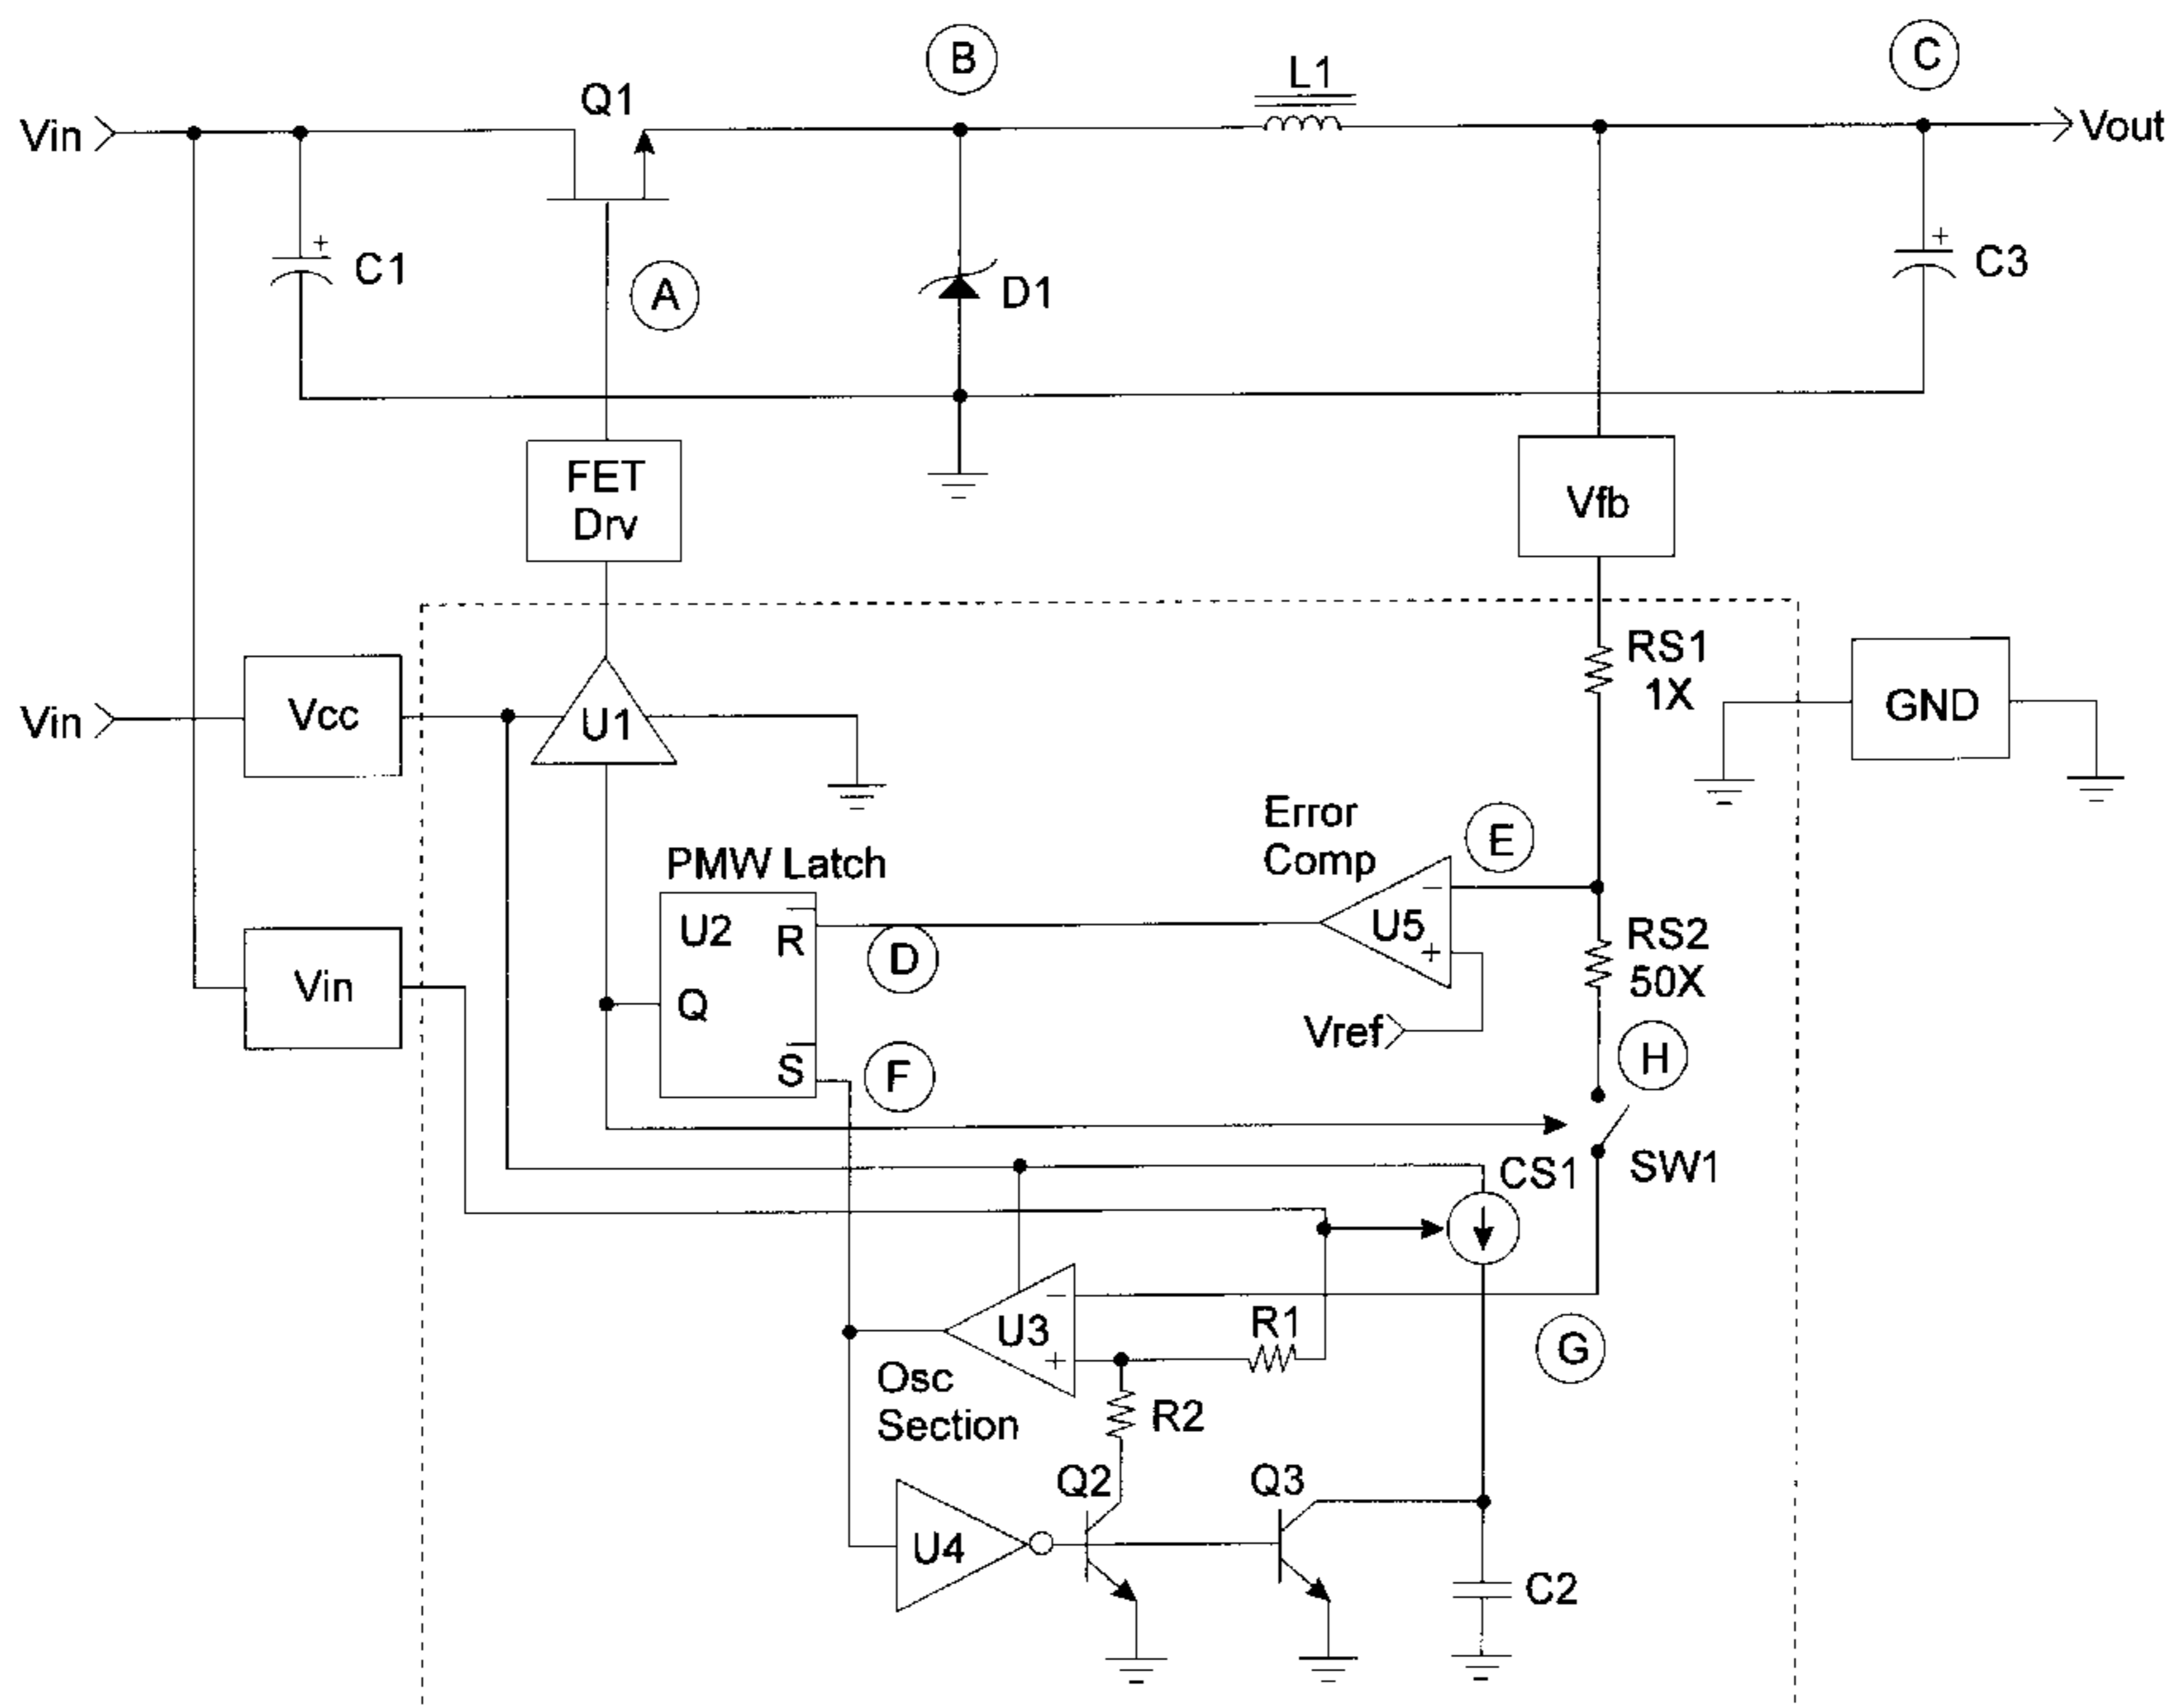 B
C
L1
Q1
Vin
Vout
+
C1
A
D1
+
C3
FET
Drv
Vfb
RS1
1X
Vcc
U1
Vin
GND
Error
Comp
E
PMW Latch
U2
R
D
U5
−
+
RS2
50X
Vin
Q
Vref
H
S
F
CS1
SW1
−
U3
+
R1
G
Osc
Section
R2
Q2
Q3
U4
C2